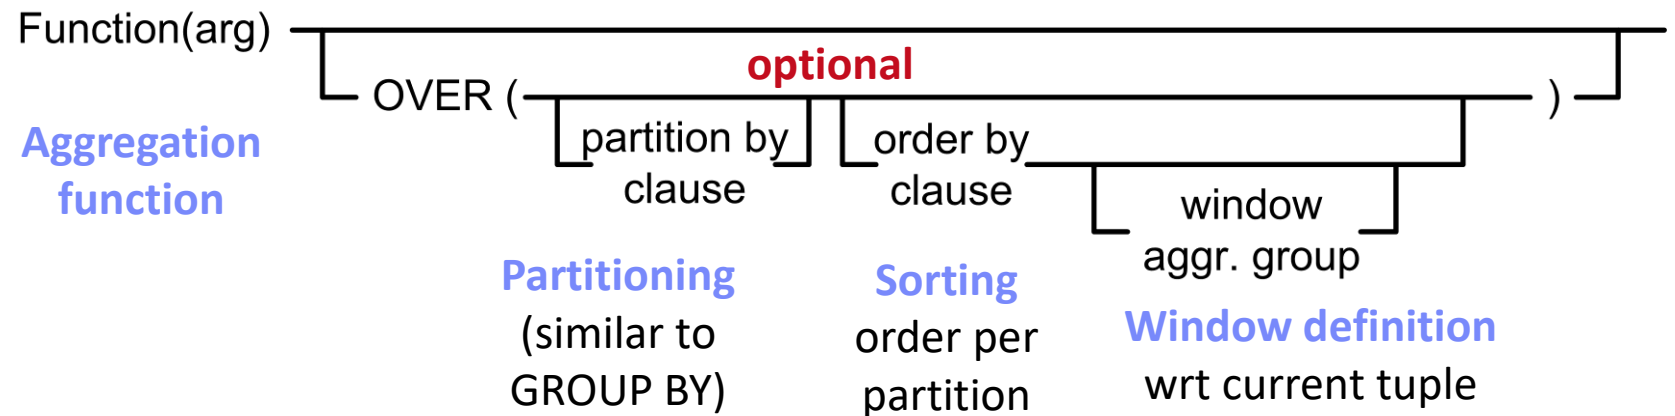 Function(arg)
optional
OVER ( )
Aggregation
function
partition by
clause
order by
clause
window
aggr. group
Partitioning
(similar to
GROUP BY)
Sorting
order per
partition
Window definition
wrt current tuple